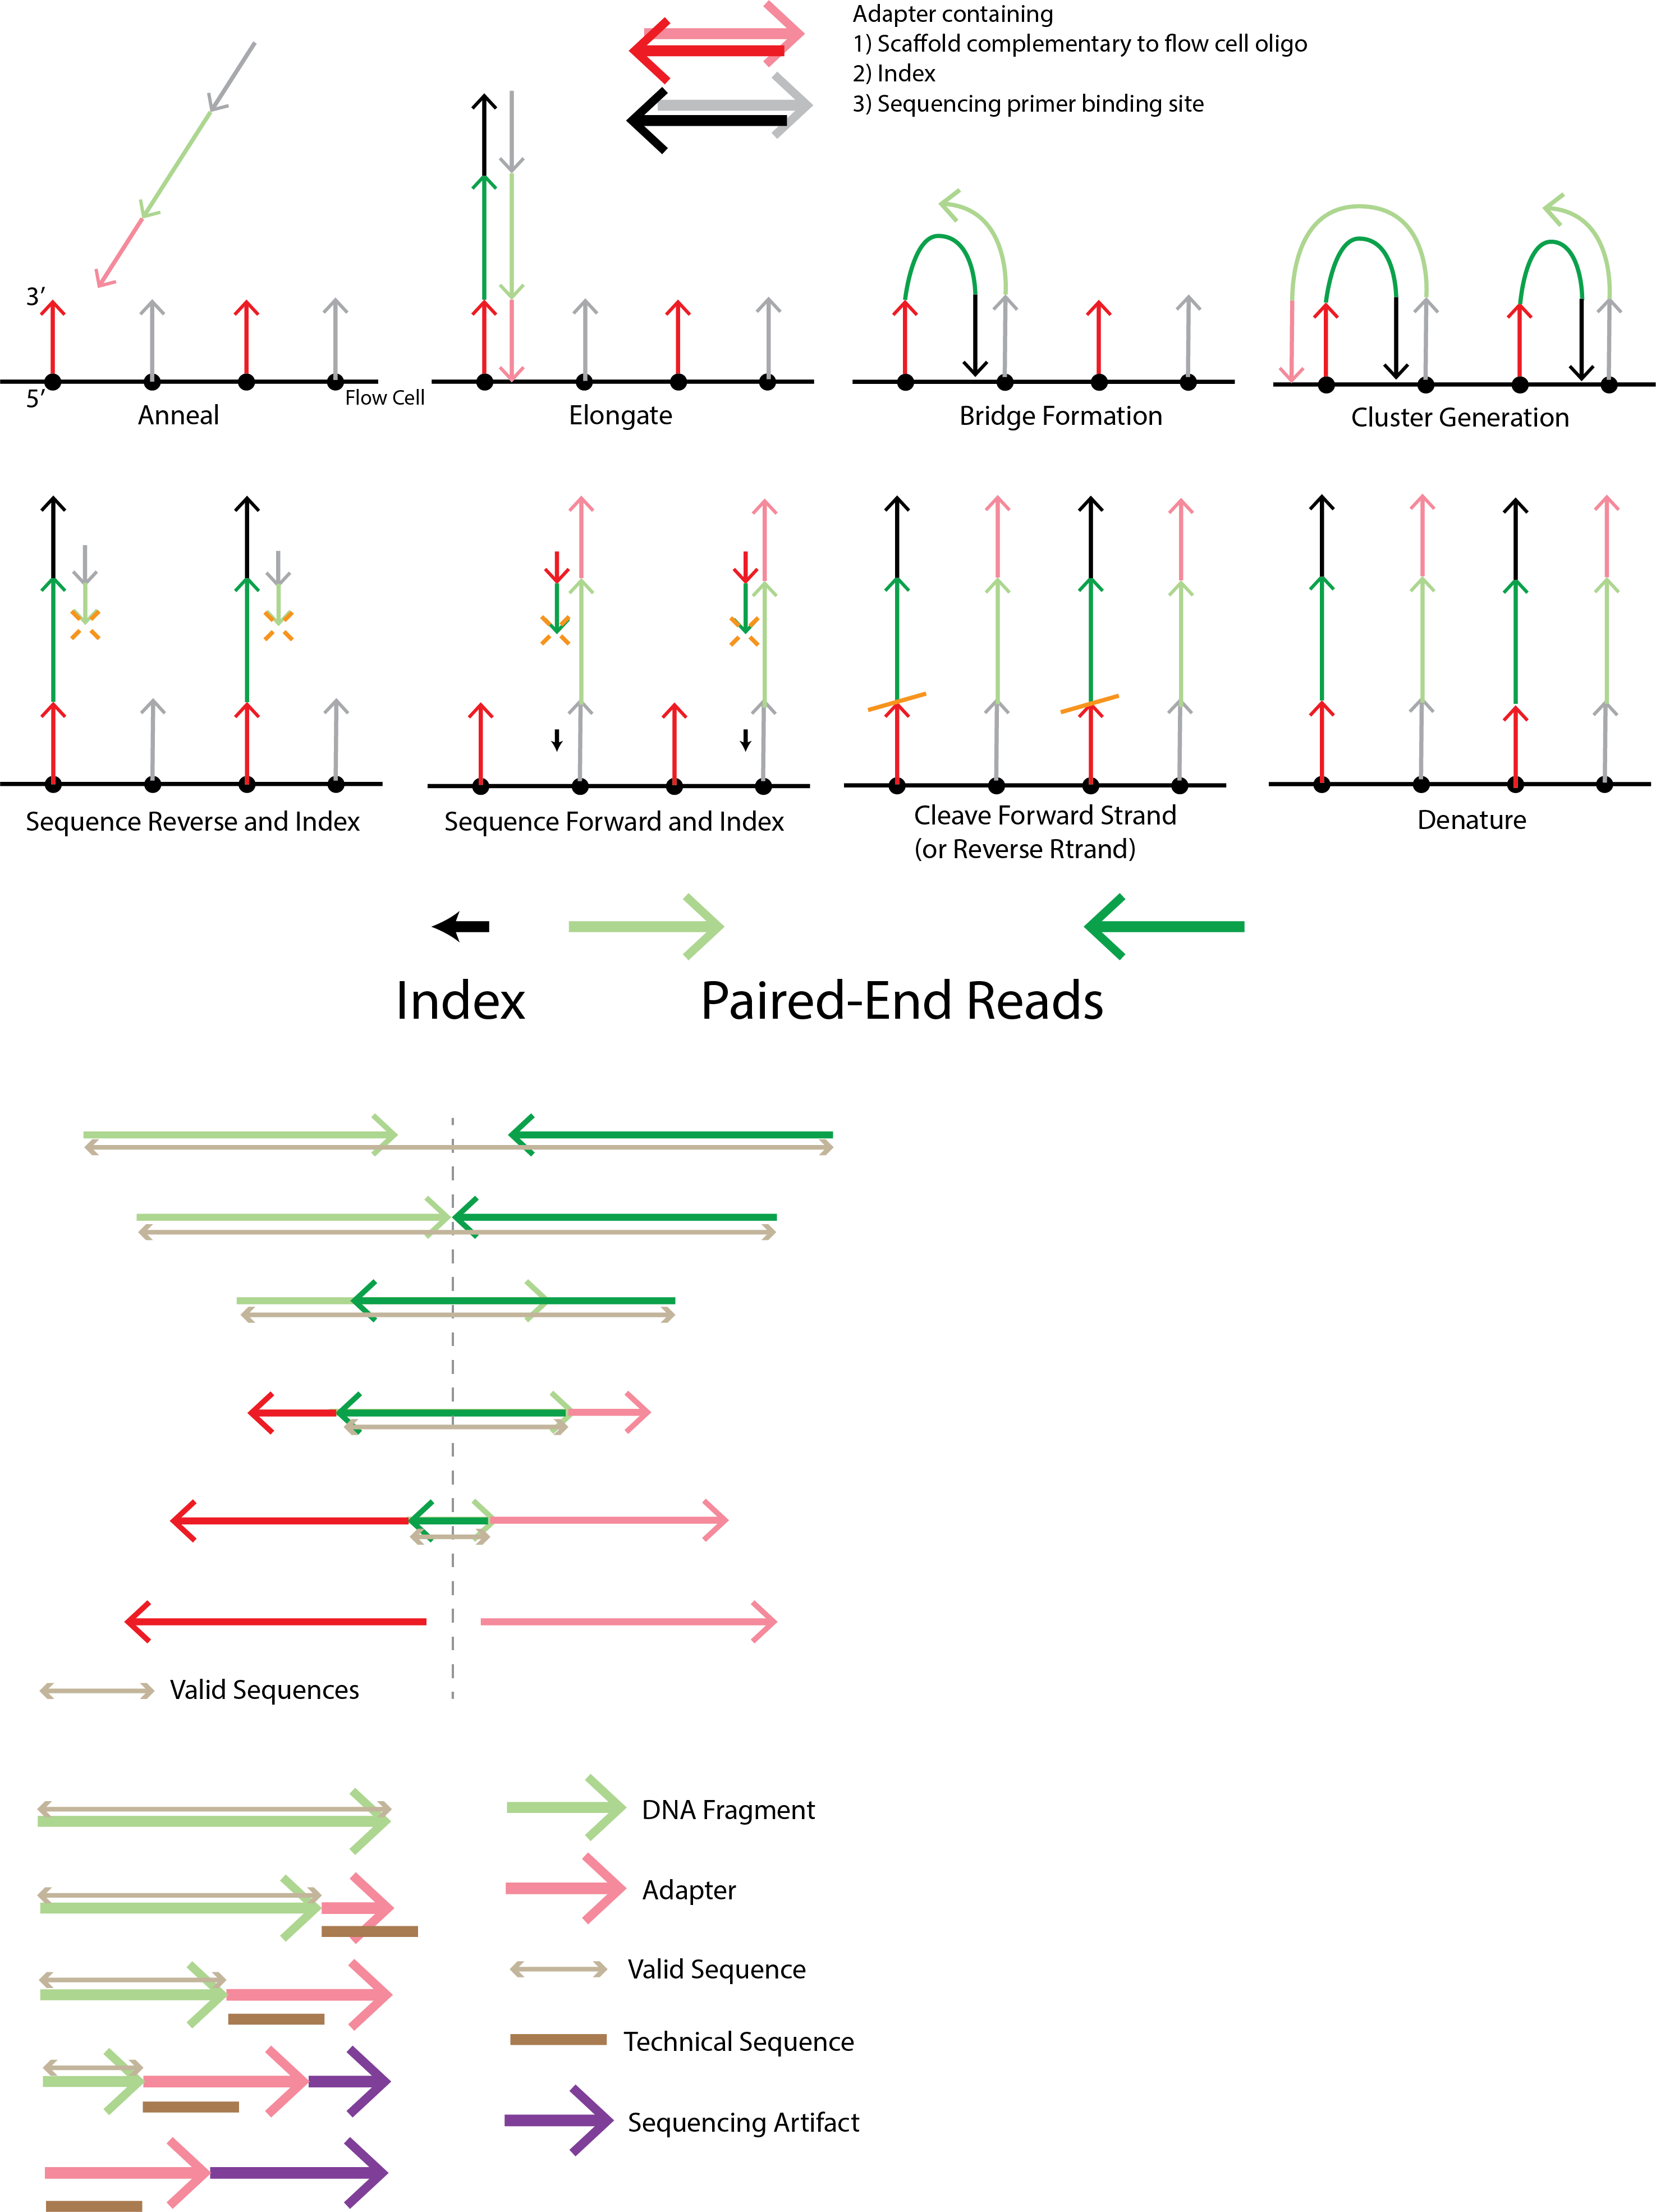 Adapter containing
1) Scaffold complementary to flow cell oligo
2) Index
3) Sequencing primer binding site
3’
5’
Flow Cell
Anneal
Elongate
Bridge Formation
Cluster Generation
Sequence Reverse and Index
Sequence Forward and Index
Cleave Forward Strand
(or Reverse Rtrand)
Denature
Index
Paired-End Reads
Valid Sequences
DNA Fragment
Adapter
Valid Sequence
Technical Sequence
Sequencing Artifact